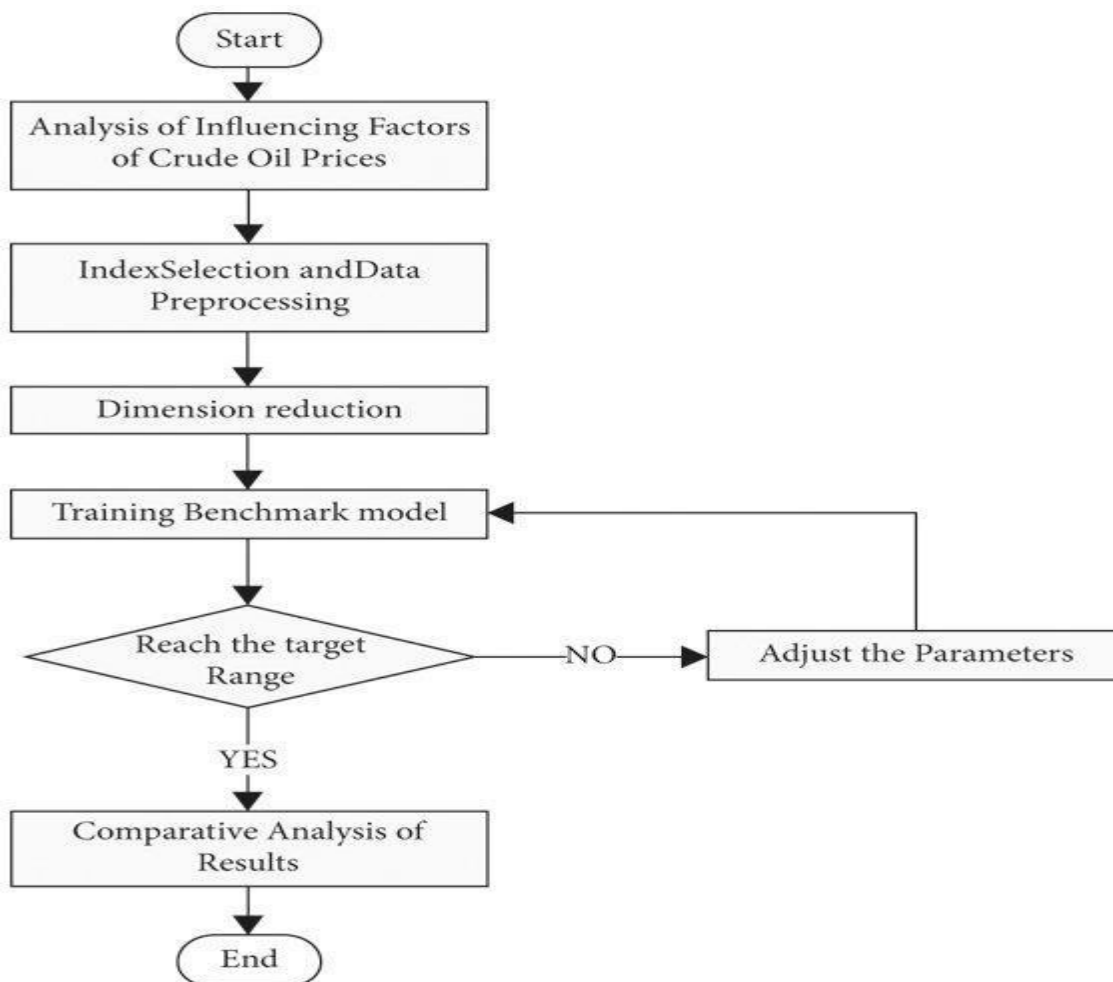 Start
Analysis of Influencing Factors
of Crude Oil Prices
IndexSelection andData
Preprocessing
Dimension reduction
Training Benchmark model
Reach the target
Range
NO
Adjust the Parameters
YES
Comparative Analysis of
Results
End